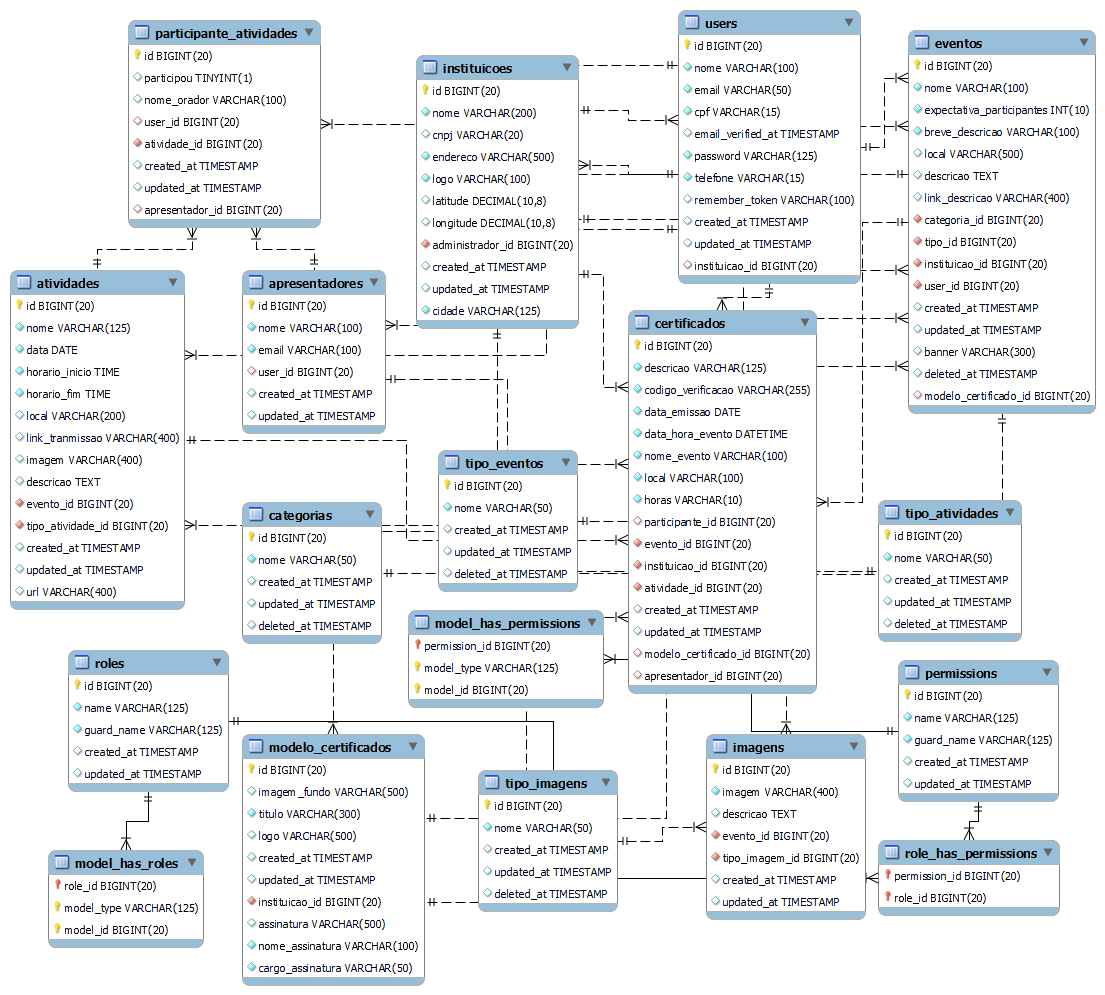 participante_atividades
id BIGINT(20)
participou TINYINT(1)
nome_orador VARCHAR(100)
user_id BIGINT(20)
atividade_id BIGINT(20)
created_at TIMESTAMP
updated_at TIMESTAMP
apresentador_id BIGINT(20)
instituicoes
id BIGINT(20)
nome VARCHAR(200)
cnpj VARCHAR(20)
endereco VARCHAR(500)
logo VARCHAR(100)
latitude DECIMAL(10,8)
longitude DECIMAL(10,8)
administrador_id BIGINT(20)
created_at TIMESTAMP
updated_at TIMESTAMP
cidade VARCHAR(125)
users
id BIGINT(20)
nome VARCHAR(100)
email VARCHAR(50)
cpf VARCHAR(15)
email_verified_at TIMESTAMP
password VARCHAR(125)
telefone VARCHAR(15)
remember_token VARCHAR(100)
created_at TIMESTAMP
updated_at TIMESTAMP
instituicao_id BIGINT(20)
eventos
id BIGINT(20)
nome VARCHAR(100)
expectativa_participantes INT(10)
breve_descricao VARCHAR(100)
local VARCHAR(500)
descricao TEXT
link_descricao VARCHAR(400)
categoria_id BIGINT(20)
tipo_id BIGINT(20)
instituicao_id BIGINT(20)
user_id BIGINT(20)
created_at TIMESTAMP
updated_at TIMESTAMP
banner VARCHAR(300)
deleted_at TIMESTAMP
modelo_certificado_id BIGINT(20)
atividades
id BIGINT(20)
nome VARCHAR(125)
data DATE
horario_inicio TIME
horario_fim TIME
local VARCHAR(200)
link_tranmissao VARCHAR(400)
imagem VARCHAR(400)
descricao TEXT
evento_id BIGINT(20)
tipo_atividade_id BIGINT(20)
created_at TIMESTAMP
updated_at TIMESTAMP
url VARCHAR(400)
apresentadores
id BIGINT(20)
nome VARCHAR(100)
email VARCHAR(100)
user_id BIGINT(20)
created_at TIMESTAMP
updated_at TIMESTAMP
certificados
id BIGINT(20)
descricao VARCHAR(125)
codigo_verificacao VARCHAR(255)
data_emissao DATE
data_hora_evento DATETIME
nome_evento VARCHAR(100)
local VARCHAR(100)
horas VARCHAR(10)
participante_id BIGINT(20)
evento_id BIGINT(20)
instituicao_id BIGINT(20)
atividade_id BIGINT(20)
created_at TIMESTAMP
updated_at TIMESTAMP
modelo_certificado_id BIGINT(20)
apresentador_id BIGINT(20)
tipo_eventos
id BIGINT(20)
nome VARCHAR(50)
created_at TIMESTAMP
updated_at TIMESTAMP
deleted_at TIMESTAMP
categorias
id BIGINT(20)
nome VARCHAR(50)
created_at TIMESTAMP
updated_at TIMESTAMP
deleted_at TIMESTAMP
tipo_atividades
id BIGINT(20)
nome VARCHAR(50)
created_at TIMESTAMP
updated_at TIMESTAMP
deleted_at TIMESTAMP
model_has_permissions
permission_id BIGINT(20)
model_type VARCHAR(125)
model_id BIGINT(20)
roles
id BIGINT(20)
name VARCHAR(125)
guard_name VARCHAR(125)
created_at TIMESTAMP
updated_at TIMESTAMP
permissions
id BIGINT(20)
name VARCHAR(125)
guard_name VARCHAR(125)
created_at TIMESTAMP
updated_at TIMESTAMP
modelo_certificados
id BIGINT(20)
imagem_fundo VARCHAR(500)
titulo VARCHAR(300)
logo VARCHAR(500)
created_at TIMESTAMP
updated_at TIMESTAMP
instituicao_id BIGINT(20)
assinatura VARCHAR(500)
nome_assinatura VARCHAR(100)
cargo_assinatura VARCHAR(50)
tipo_imagens
id BIGINT(20)
nome VARCHAR(50)
created_at TIMESTAMP
updated_at TIMESTAMP
deleted_at TIMESTAMP
imagens
id BIGINT(20)
imagem VARCHAR(400)
descricao TEXT
evento_id BIGINT(20)
tipo_imagem_id BIGINT(20)
created_at TIMESTAMP
updated_at TIMESTAMP
model_has_roles
role_id BIGINT(20)
model_type VARCHAR(125)
model_id BIGINT(20)
role_has_permissions
permission_id BIGINT(20)
role_id BIGINT(20)